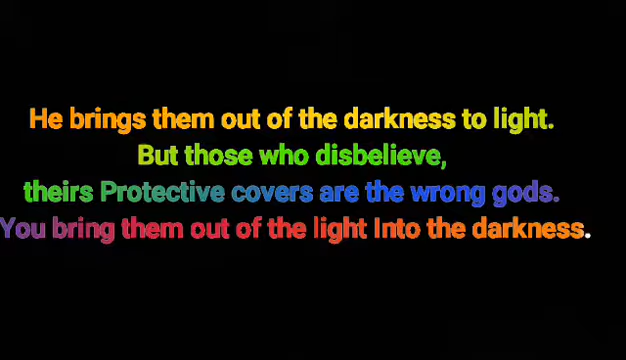 He brings them out of the darkness to light.
But those who disbelieve,
theirs Protective covers are the wrong gods.
You bring them out of the light Into the darkness.